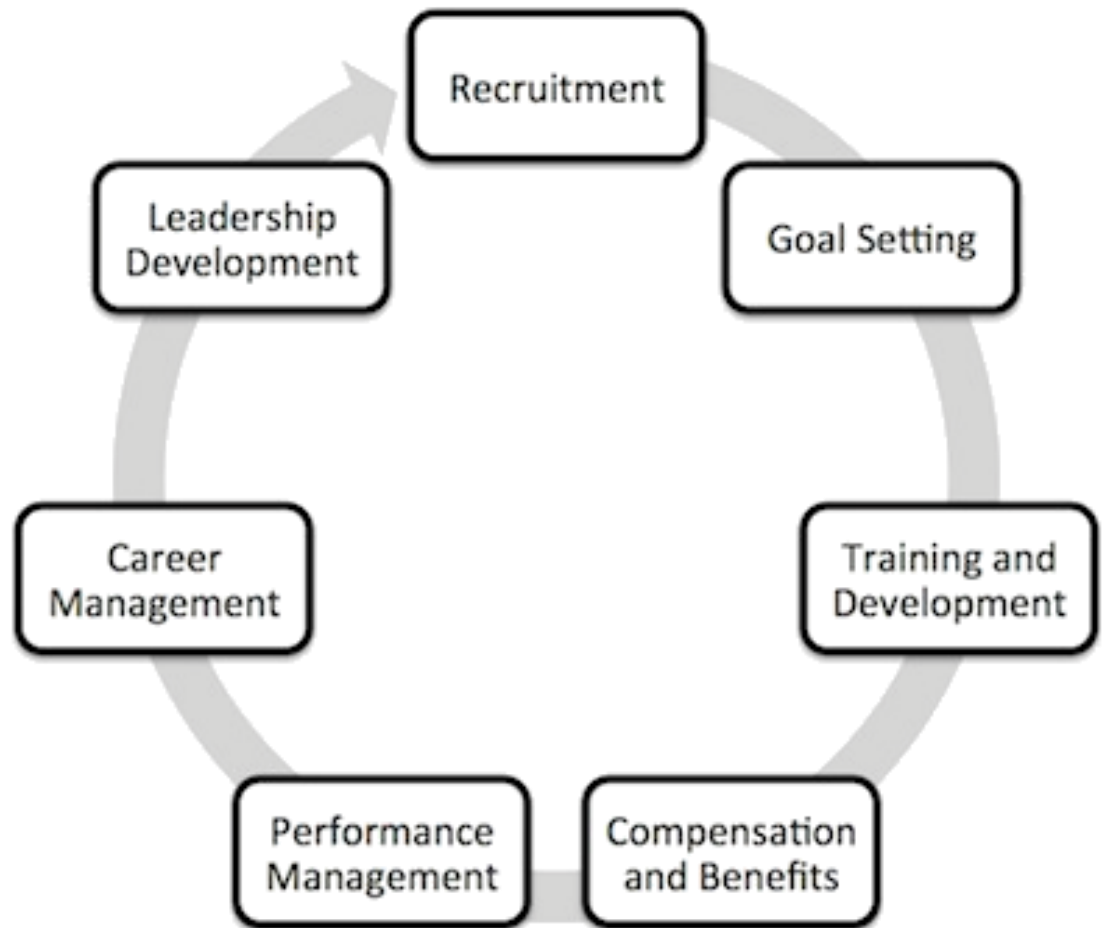 Recruitment
Goal Setting
Training and
Development
Compensation
and Benefits
Performance
Management
Career
Management
Leadership
Development